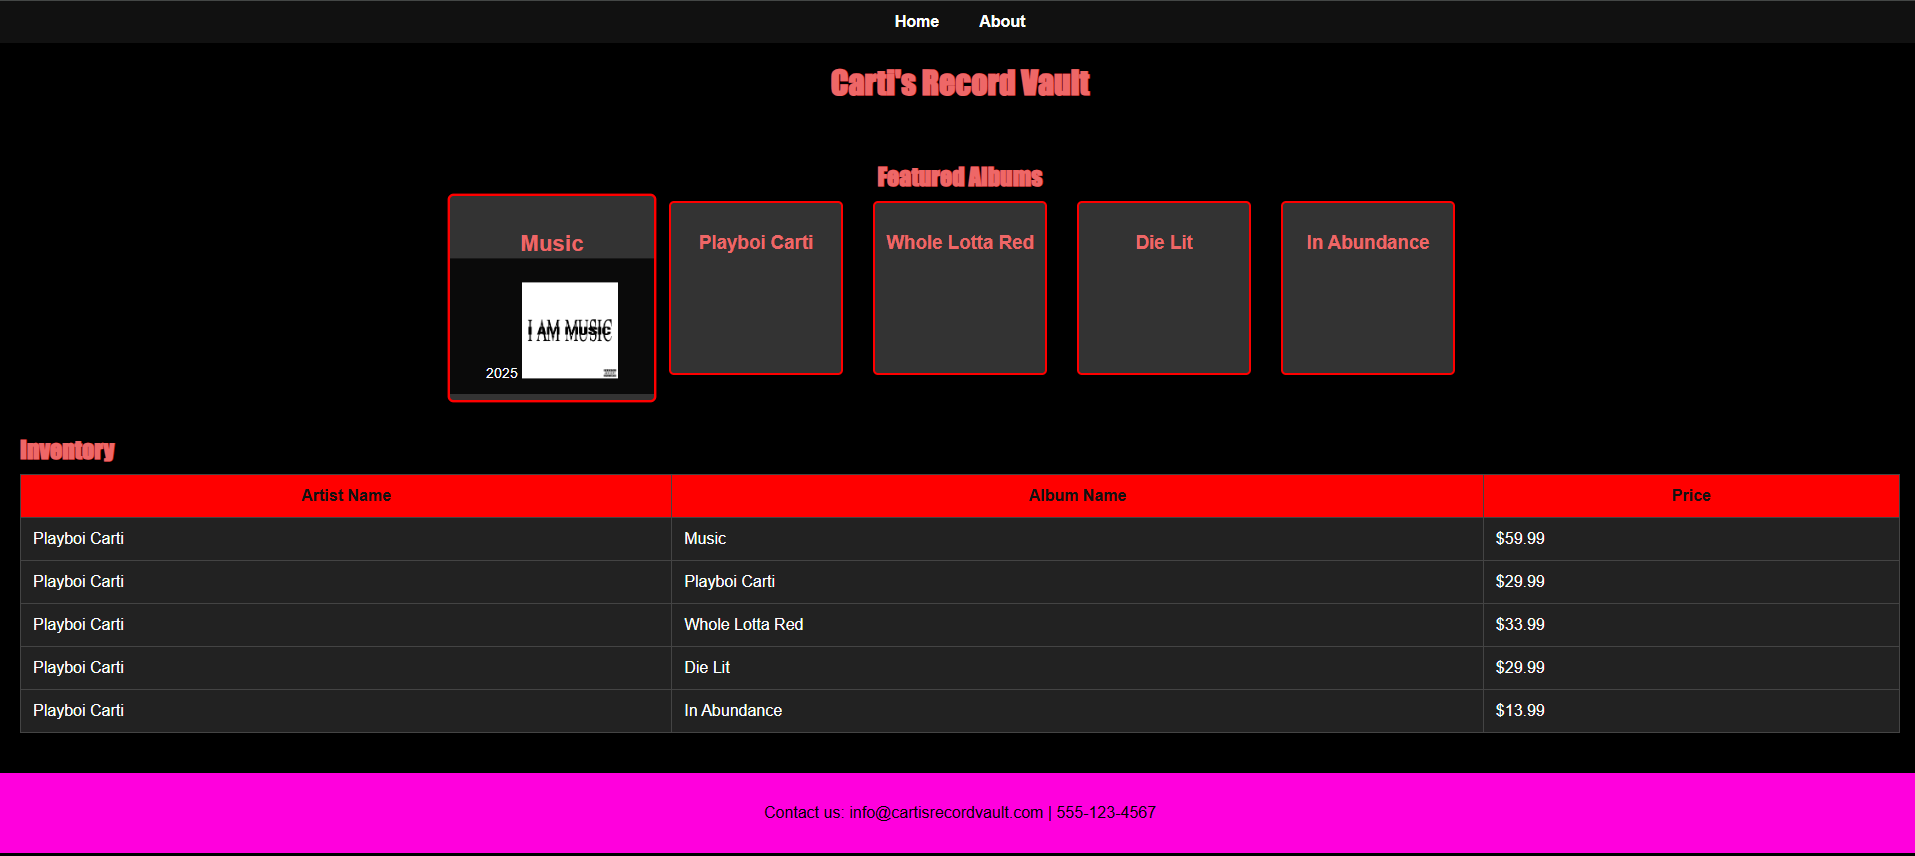 Home About
Carti's Record Vault
Featured Albums
Music Playboi Carti Whole Lotta Red Die Lit In Abundance
I AM MUSIC
I AM MUSIC
2025
Inventory
Artist Name Album Name Price
Playboi Carti Music $59.99
Playboi Carti Playboi Carti $29.99
Playboi Carti Whole Lotta Red $33.99
Playboi Carti Die Lit $29.99
Playboi Carti In Abundance $13.99
Contact us: info@cartisrecordvault.com | 555-123-4567